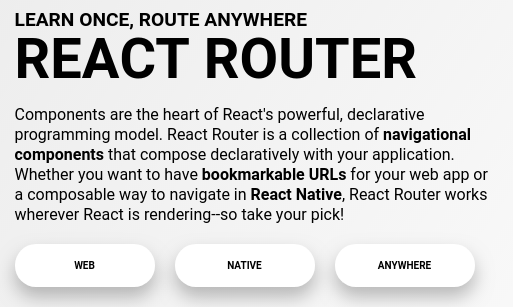 LEARN ONCE, ROUTE ANYWHERE
REACT ROUTER
Components are the heart of React's powerful, declarative
programming model. React Router is a collection of navigational
components that compose declaratively with your application.
Whether you want to have bookmarkable URLs for your web app or
a composable way to navigate in React Native, React Router works
wherever React is rendering--so take your pick!
WEB
NATIVE
ANYWHERE